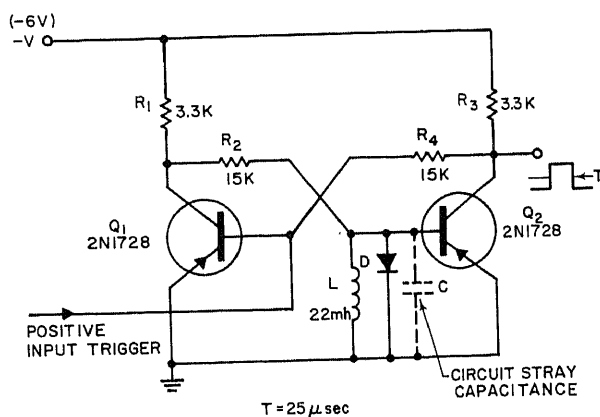 (-6V)
-V
R1
3.3K
R3
3.3K
R2
15K
R4
15K
T
Q1
2N1728
Q2
2N1728
D
L
22mh
C
POSITIVE
INPUT TRIGGER
CIRCUIT STRAY
CAPACITANCE
T = 25 μsec